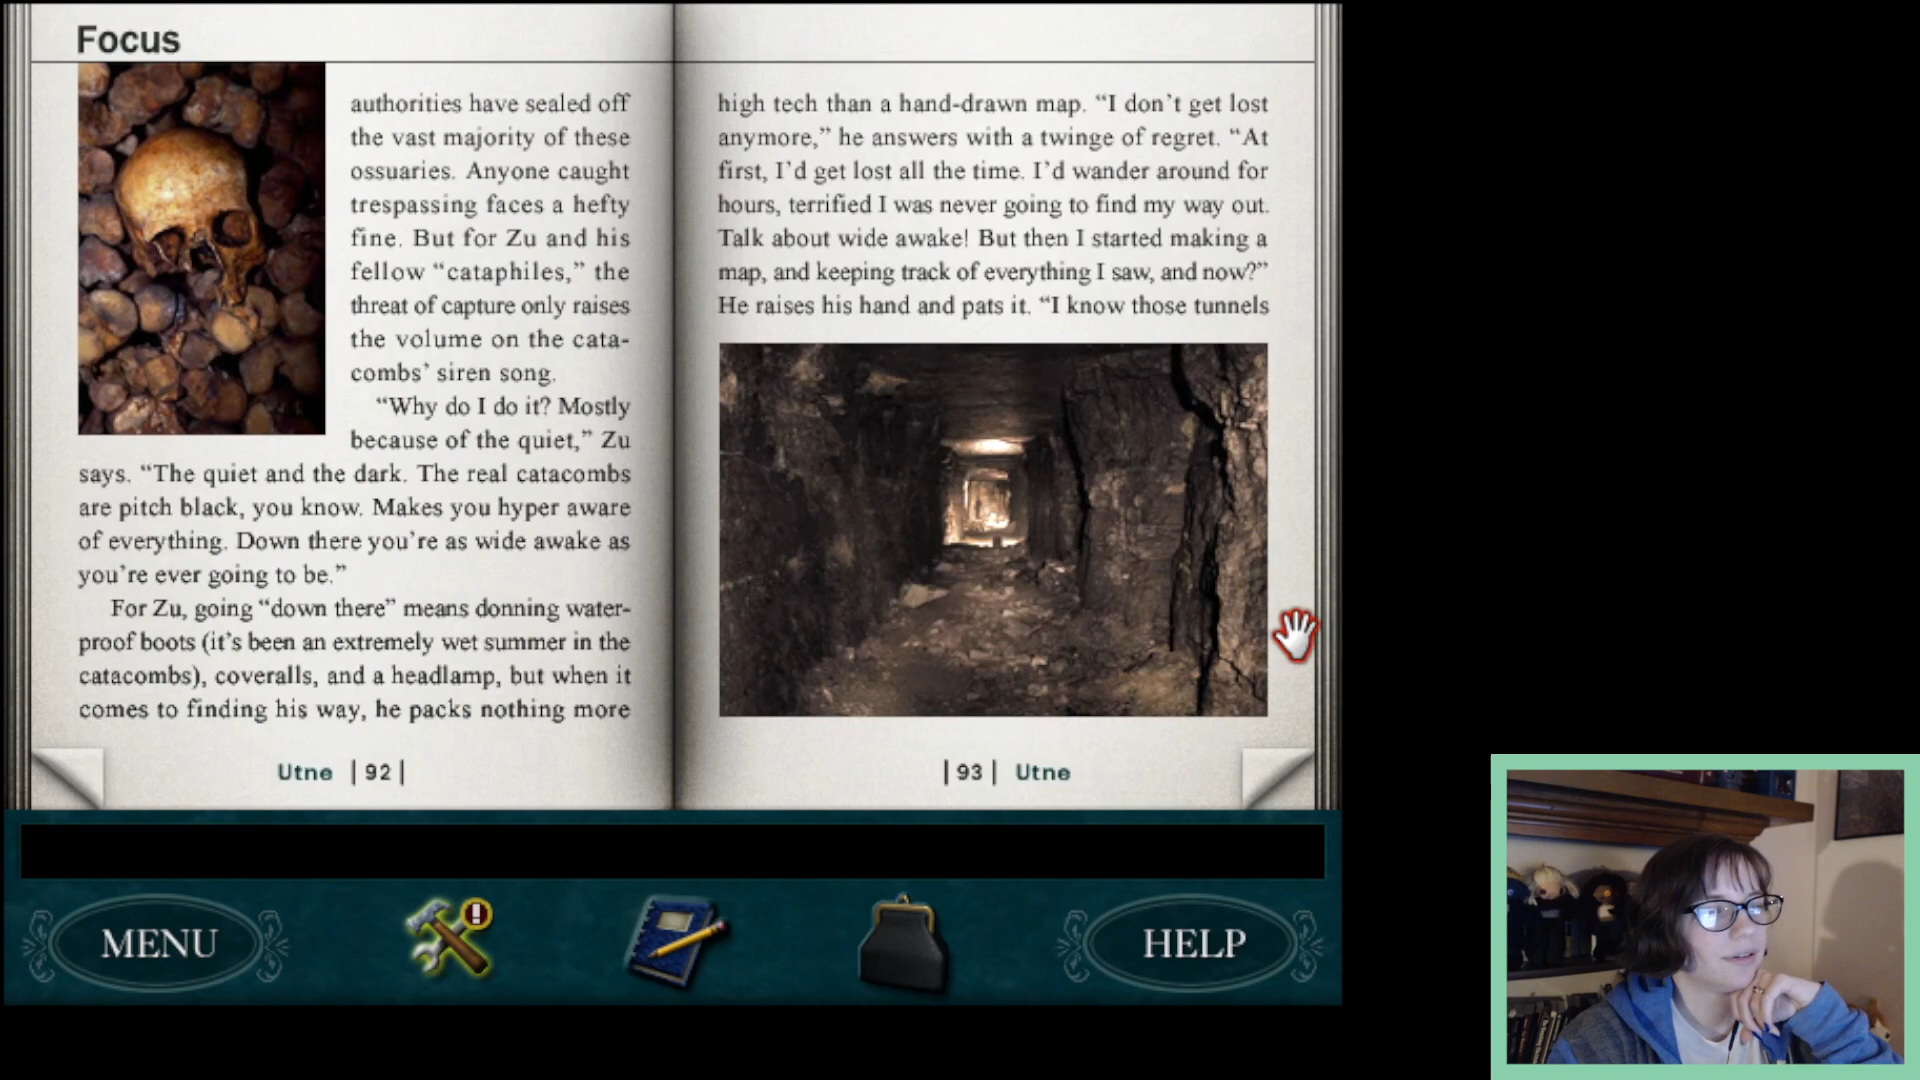 Focus
authorities have sealed off
the vast majority of these
ossuaries. Anyone caught
trespassing faces a hefty
fine. But for Zu and his
fellow “cataphiles,” the
threat of capture only raises
the volume on the cata-
combs’ siren song.
“Why do I do it? Mostly
because of the quiet,” Zu
says. “The quiet and the dark. The real catacombs
are pitch black, you know. Makes you hyper aware
of everything. Down there you’re as wide awake as
you’re ever going to be.”
For Zu, going “down there” means donning water-
proof boots (it’s been an extremely wet summer in the
catacombs), coveralls, and a headlamp, but when it
comes to finding his way, he packs nothing more
Utne |92|
high tech than a hand-drawn map. “I don’t get lost
anymore,” he answers with a twinge of regret. “At
first, I’d get lost all the time. I’d wander around for
hours, terrified I was never going to find my way out.
Talk about wide awake! But then I started making a
map, and keeping track of everything I saw, and now?”
He raises his hand and pats it. “I know those tunnels
|93| Utne
MENU
HELP